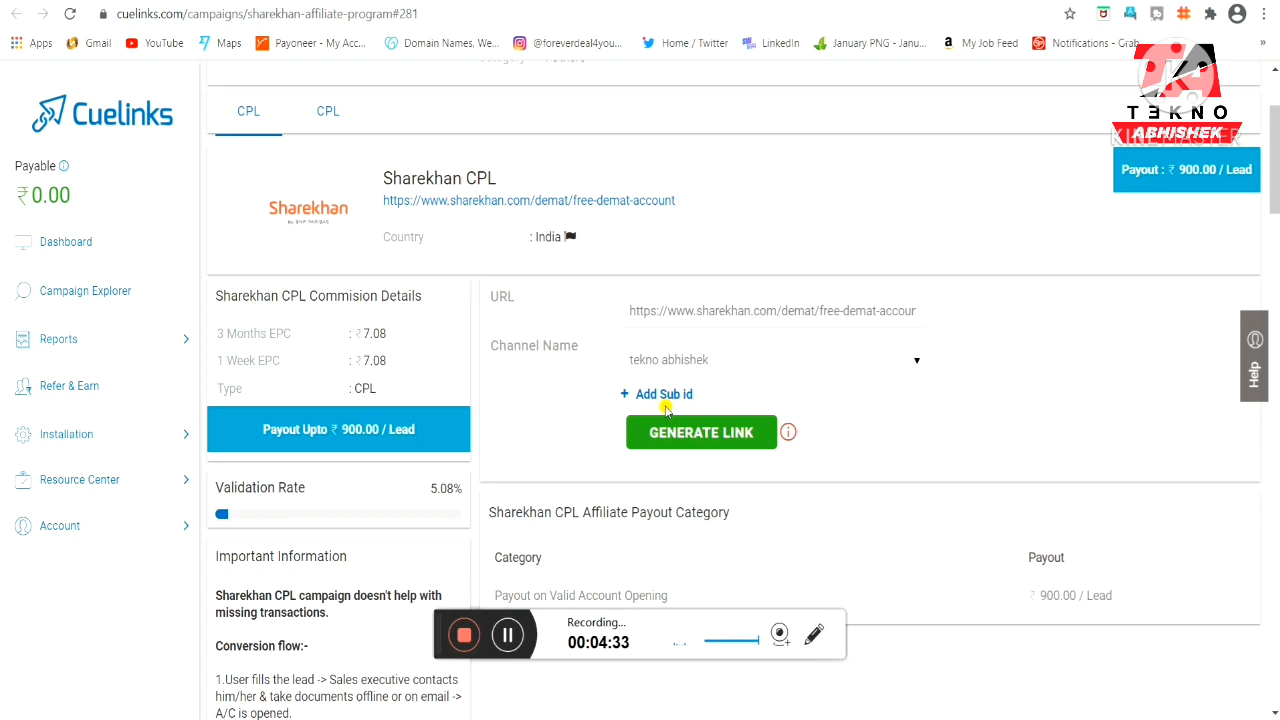 cuelinks.com/campaigns/sharekhan-affiliate-program#281
Apps
Gmail
YouTube
Maps
Payoneer - My Acc...
Domain Names, We...
@foreverdeal4you...
Home / Twitter
LinkedIn
January PNG - Janu...
My Job Feed
Notifications - Grab
»
TEKNO
ABHISHEK
KINEMASTER
Cuelinks
Payable
₹0.00
Dashboard
Campaign Explorer
Reports
Refer & Earn
Installation
Resource Center
Account
CPL
CPL
Payout : ₹ 900.00 / Lead
Sharekhan
by BNP PARIBAS
Sharekhan CPL
https://www.sharekhan.com/demat/free-demat-account
Country : India
Sharekhan CPL Commision Details
3 Months EPC : ₹7.08
1 Week EPC : ₹7.08
Type : CPL
Payout Upto ₹ 900.00 / Lead
Validation Rate 5.08%
Important Information
Sharekhan CPL campaign doesn't help with
missing transactions.
Conversion flow:-
1.User fills the lead -> Sales executive contacts
him/her & take documents offline or on email ->
A/C is opened.
URL
https://www.sharekhan.com/demat/free-demat-accour
Channel Name
tekno abhishek
+ Add Sub id
GENERATE LINK
Sharekhan CPL Affiliate Payout Category
Category Payout
Payout on Valid Account Opening ₹ 900.00 / Lead
Help
Recording...
00:04:33